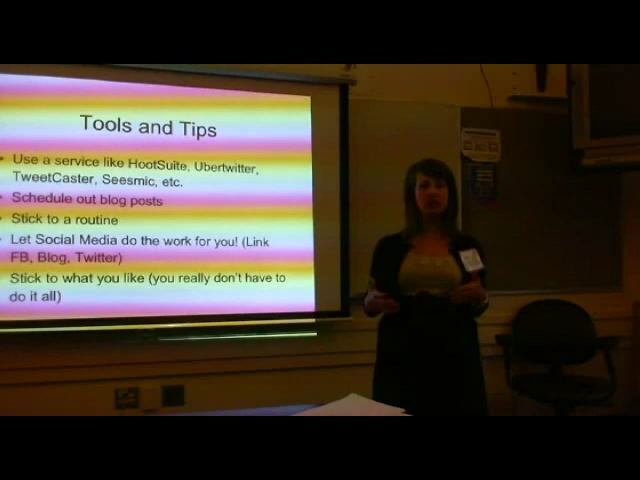 Tools and Tips
• Use a service like HootSuite, Ubertwitter,
TweetCaster, Seesmic, etc.
• Schedule out blog posts
• Stick to a routine
• Let Social Media do the work for you! (Link
FB, Blog, Twitter)
Stick to what you like (you really don't have to
do it all)